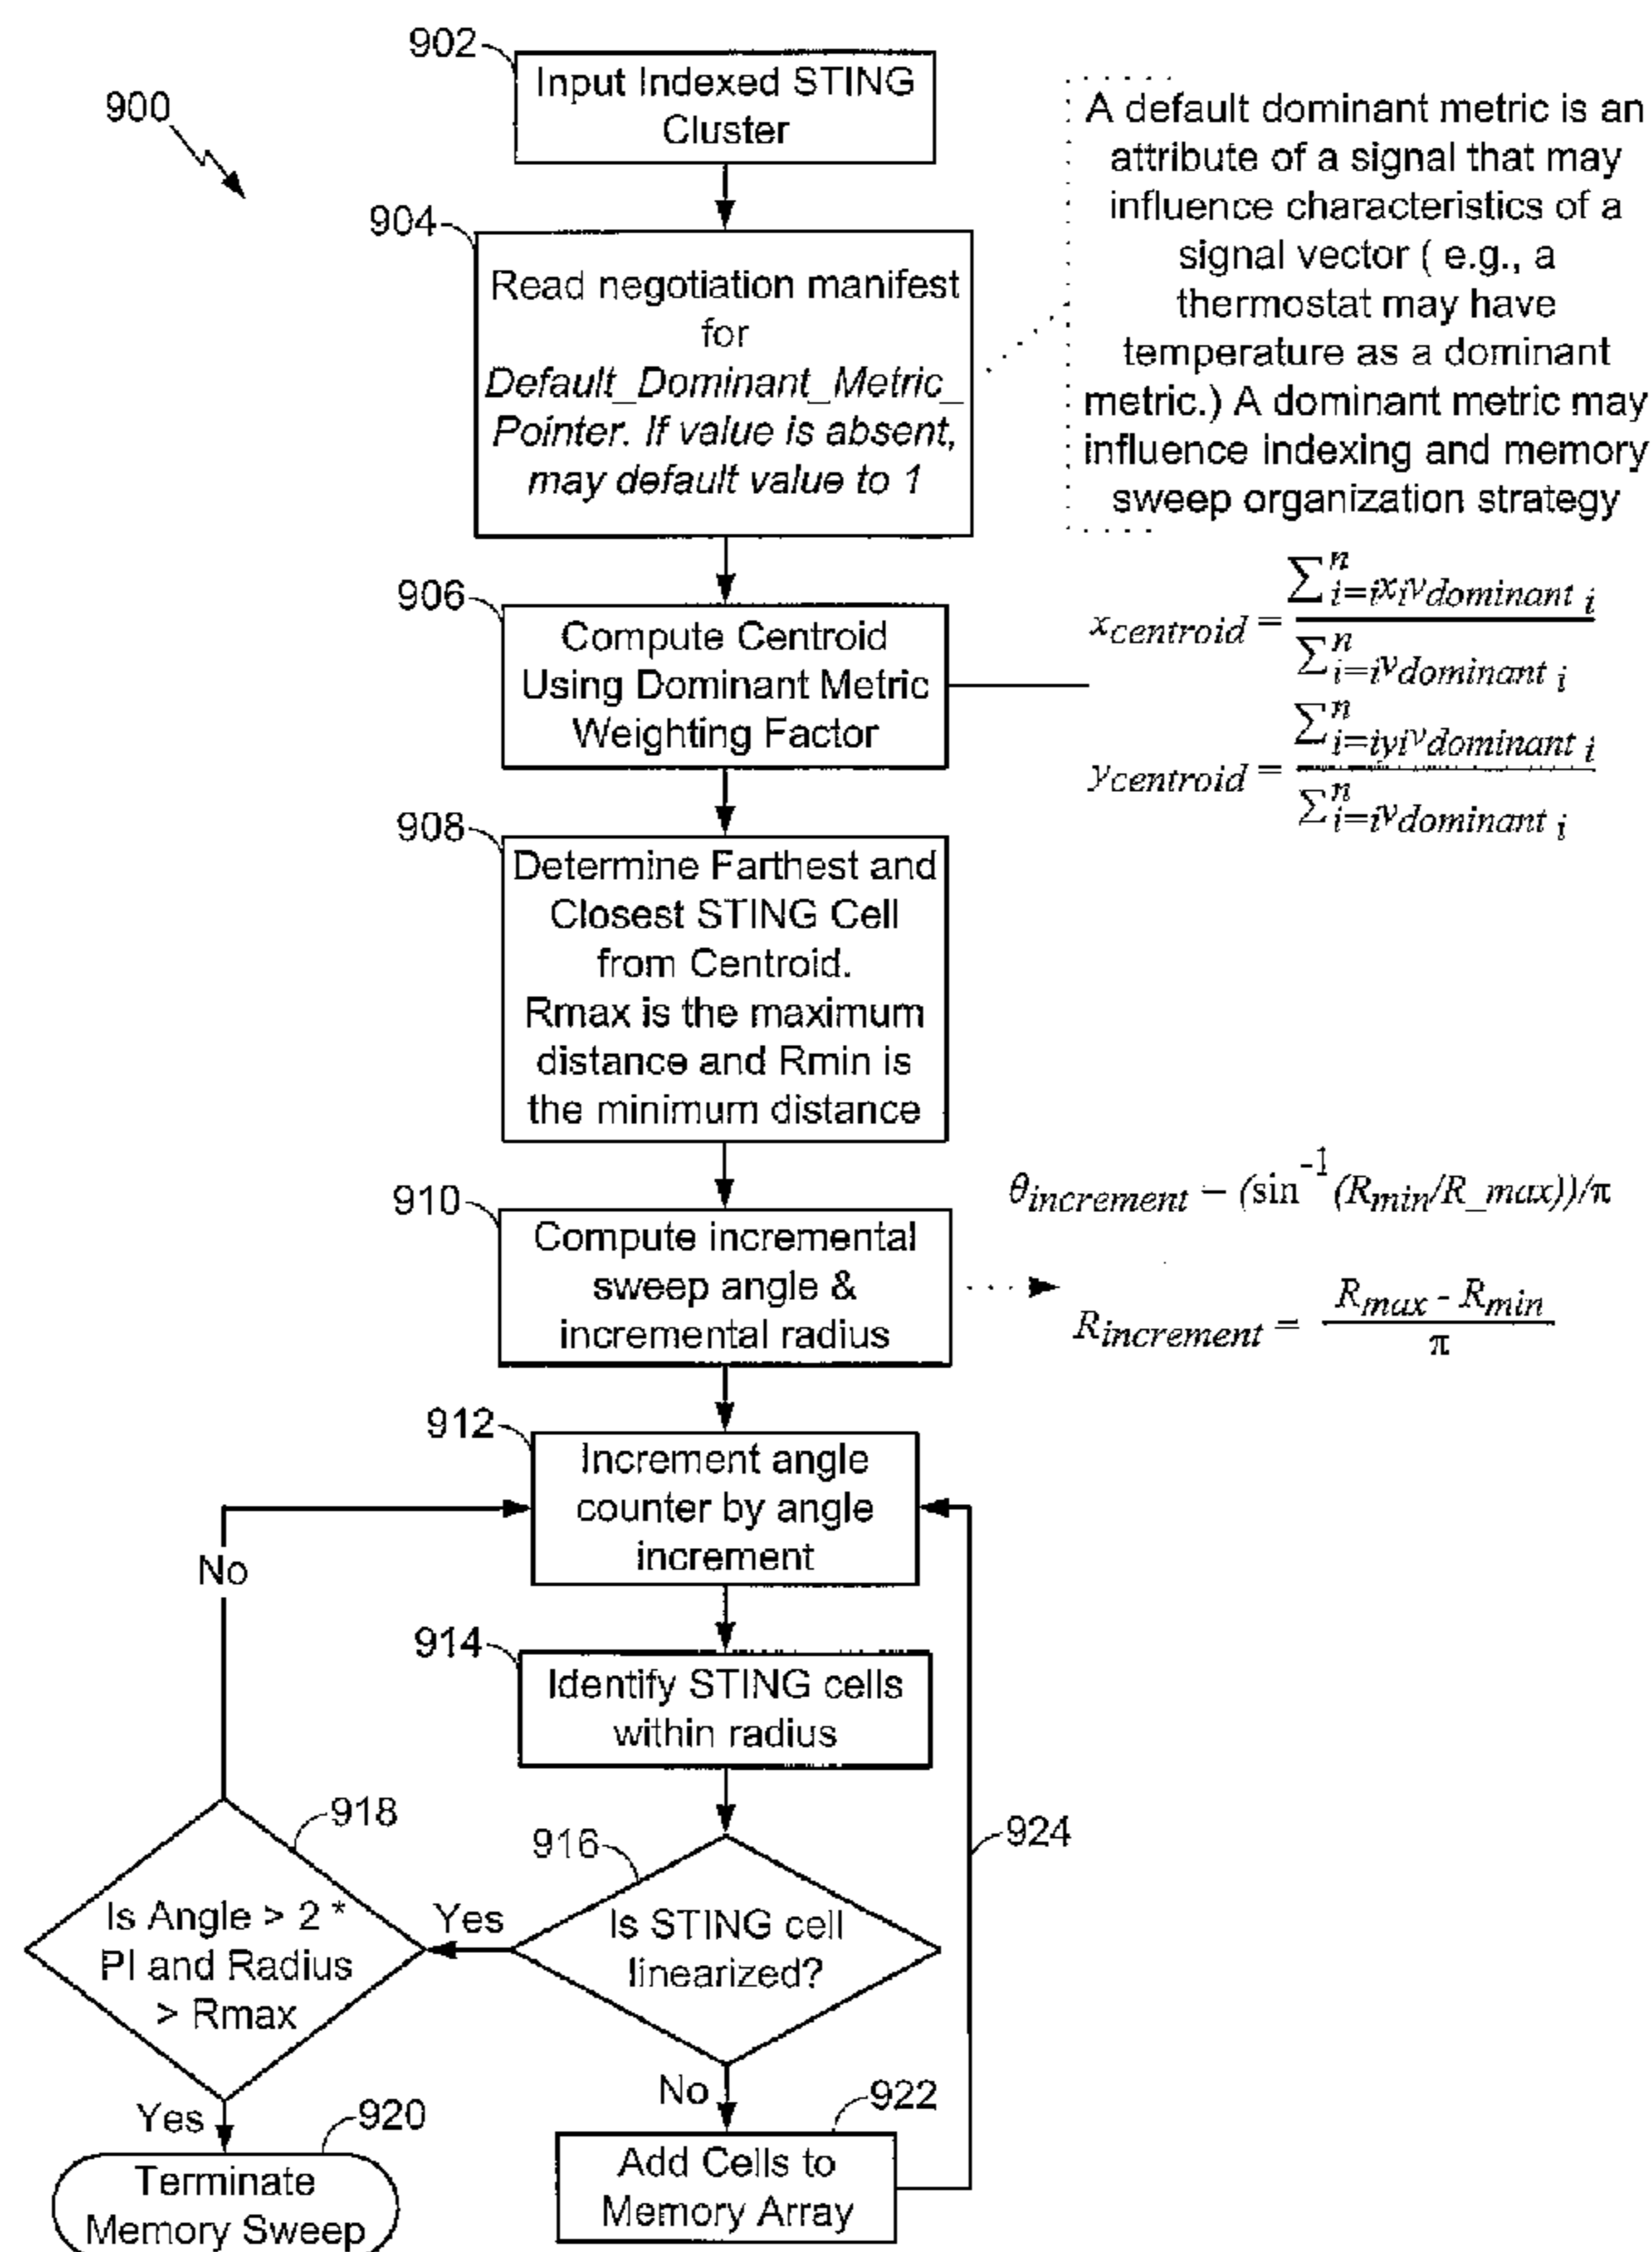 900
902
Input Indexed STING
Cluster
904
Read negotiation manifest
for
Default_Dominant_Metric_
Pointer. If value is absent,
may default value to 1
A default dominant metric is an
attribute of a signal that may
influence characteristics of a
signal vector ( e.g., a
thermostat may have
temperature as a dominant
metric.) A dominant metric may
influence indexing and memory
sweep organization strategy
906
Compute Centroid
Using Dominant Metric
Weighting Factor
x_centroid = ∑^n_i=i x_i v_dominant i / ∑^n_i=i v_dominant i
y_centroid = ∑^n_i=i yi v_dominant i / ∑^n_i=i v_dominant i
908
Determine Farthest and
Closest STING Cell
from Centroid.
Rmax is the maximum
distance and Rmin is
the minimum distance
910
Compute incremental
sweep angle &
incremental radius
θ_increment – (sin^-1 (R_min/R_max))/π
R_increment = R_max - R_min / π
912
Increment angle
counter by angle
increment
914
Identify STING cells
within radius
916
Is STING cell
linearized?
Yes
No
918
Is Angle > 2 *
PI and Radius
> Rmax
No
Yes
920
Terminate
Memory Sweep
922
Add Cells to
Memory Array
924